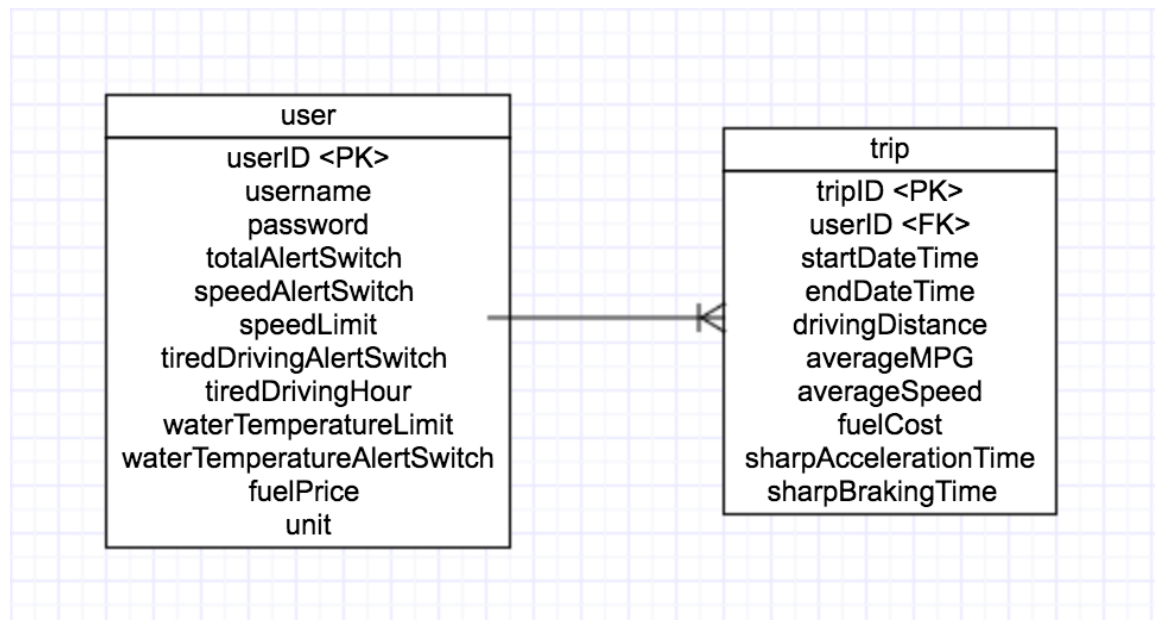 user
userID <PK>
username
password
totalAlertSwitch
speedAlertSwitch
speedLimit
tiredDrivingAlertSwitch
tiredDrivingHour
waterTemperatureLimit
waterTemperatureAlertSwitch
fuelPrice
unit
trip
tripID <PK>
userID <FK>
startDateTime
endDateTime
drivingDistance
averageMPG
averageSpeed
fuelCost
sharpAccelerationTime
sharpBrakingTime